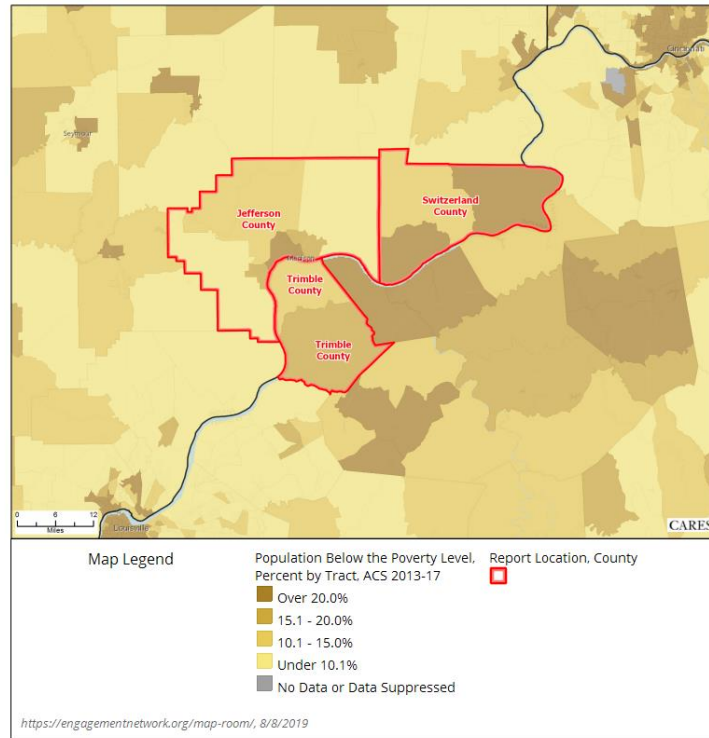 Cincinnati
Seymour
Switzerland
County
Jefferson
County
Madison
Trimble
County
Trimble
County
0 6 12
Miles
Louisville
CARES
Map Legend
Population Below the Poverty Level,
Percent by Tract, ACS 2013-17
Over 20.0%
15.1 - 20.0%
10.1 - 15.0%
Under 10.1%
No Data or Data Suppressed
Report Location, County
https://engagementnetwork.org/map-room/, 8/8/2019